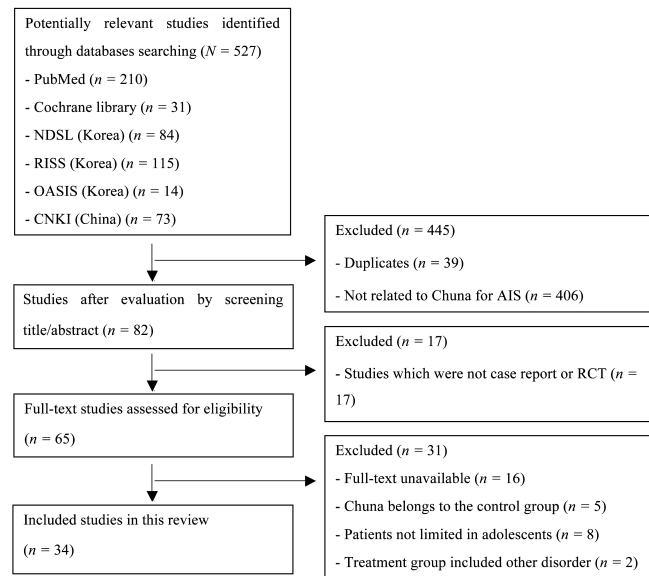 Potentially relevant studies identified
through databases searching (N = 527)
- PubMed (n = 210)
- Cochrane library (n = 31)
- NDSL (Korea) (n = 84)
- RISS (Korea) (n = 115)
- OASIS (Korea) (n = 14)
- CNKI (China) (n = 73)
Excluded (n = 445)
- Duplicates (n = 39)
- Not related to Chuna for AIS (n = 406)
Studies after evaluation by screening
title/abstract (n = 82)
Excluded (n = 17)
- Studies which were not case report or RCT (n =
17)
Full-text studies assessed for eligibility
(n = 65)
Excluded (n = 31)
- Full-text unavailable (n = 16)
- Chuna belongs to the control group (n = 5)
- Patients not limited in adolescents (n = 8)
- Treatment group included other disorder (n = 2)
Included studies in this review
(n = 34)